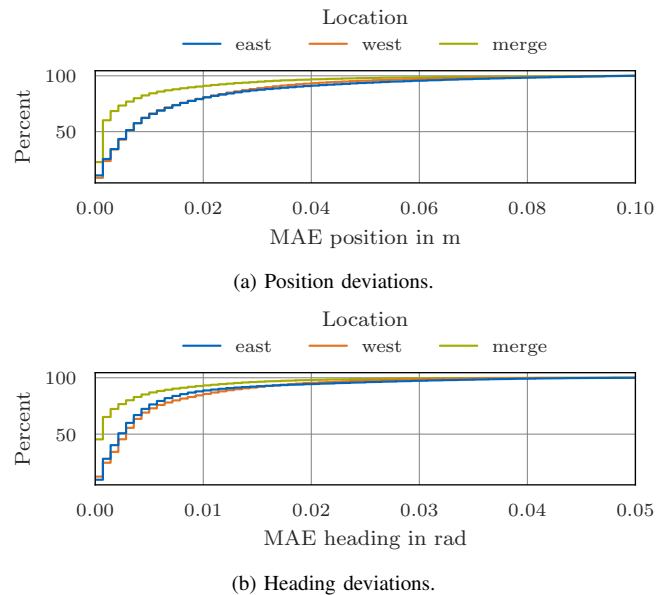 Location
east west merge
100
50
Percent
0.00 0.02 0.04 0.06 0.08 0.10
MAE position in m
(a) Position deviations.
Location
east west merge
100
50
Percent
0.00 0.01 0.02 0.03 0.04 0.05
MAE heading in rad
(b) Heading deviations.